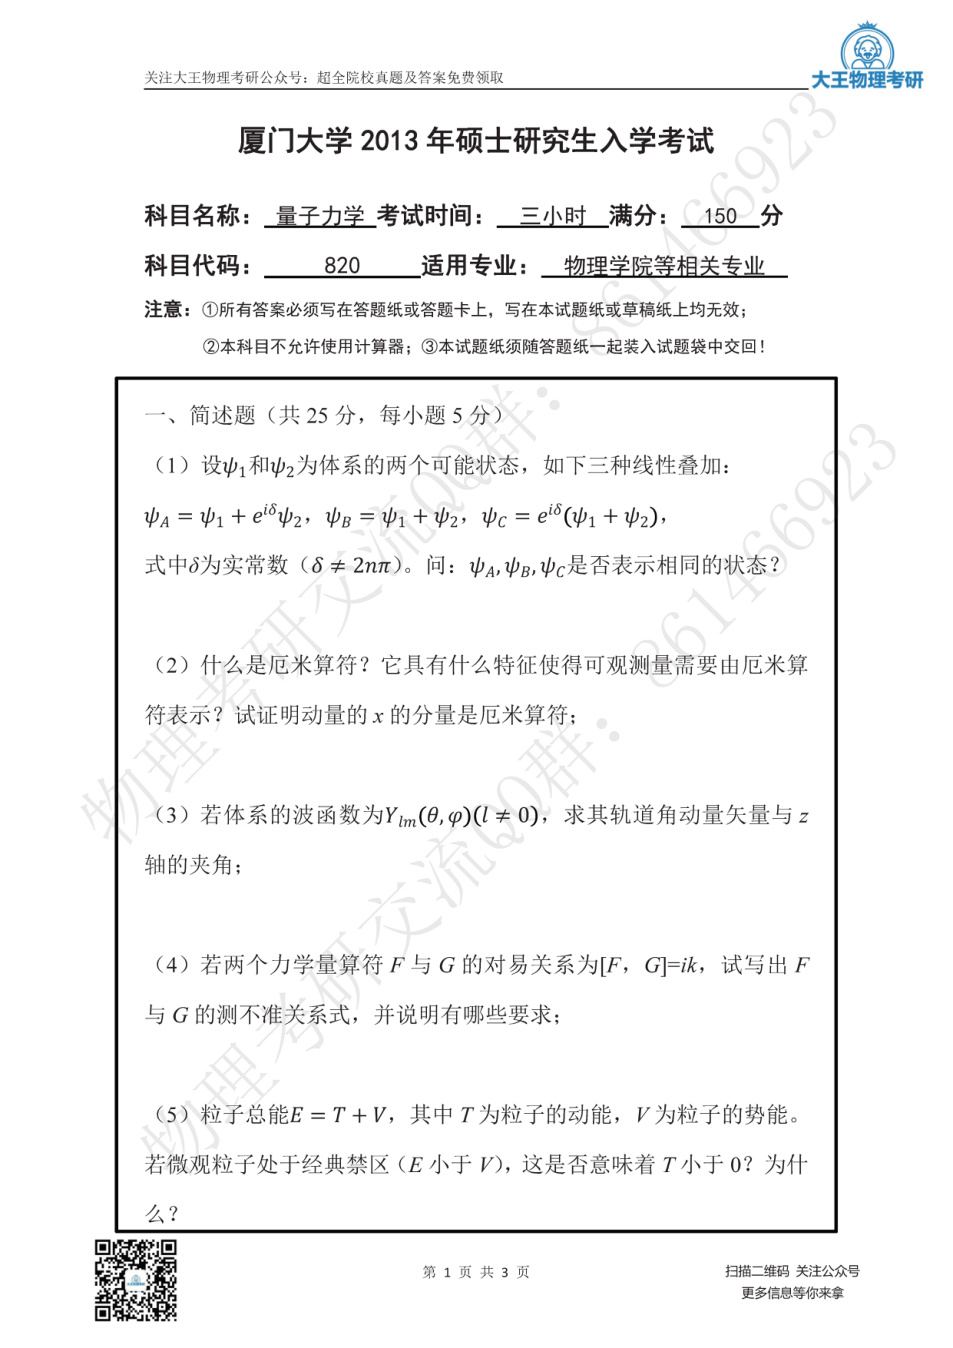 关注大王物理考研公众号：超全院校真题及答案免费领取
大王物理考研
厦门大学 2013 年硕士研究生入学考试
科目名称： 量子力学 考试时间： 三小时 满分： 150 分
科目代码： 820 适用专业： 物理学院等相关专业
注意：①所有答案必须写在答题纸或答题卡上，写在本试题纸或草稿纸上均无效；
②本科目不允许使用计算器；③本试题纸须随答题纸一起装入试题袋中交回！
一、简述题（共 25 分，每小题 5 分）
（1）设ψ₁和ψ₂为体系的两个可能状态，如下三种线性叠加：
ψ_A = ψ₁ + e^{iδ}ψ₂，ψ_B = ψ₁ + ψ₂，ψ_C = e^{iδ}(ψ₁ + ψ₂)，
式中δ为实常数（δ ≠ 2nπ）。问：ψ_A, ψ_B, ψ_C是否表示相同的状态？
（2）什么是厄米算符？它具有什么特征使得可观测量需要由厄米算
符表示？试证明动量的 x 的分量是厄米算符；
（3）若体系的波函数为Y_{lm}(θ, φ)(l ≠ 0)，求其轨道角动量矢量与 z
轴的夹角；
（4）若两个力学量算符 F 与 G 的对易关系为[F，G]=ik，试写出 F
与 G 的测不准关系式，并说明有哪些要求；
（5）粒子总能E = T + V，其中 T 为粒子的动能，V 为粒子的势能。
若微观粒子处于经典禁区（E 小于 V），这是否意味着 T 小于 0？为什
么？
物理考研交流QQ群：861466923
物理考研交流QQ群：861466923
第 1 页 共 3 页
扫描二维码 关注公众号
更多信息等你来拿